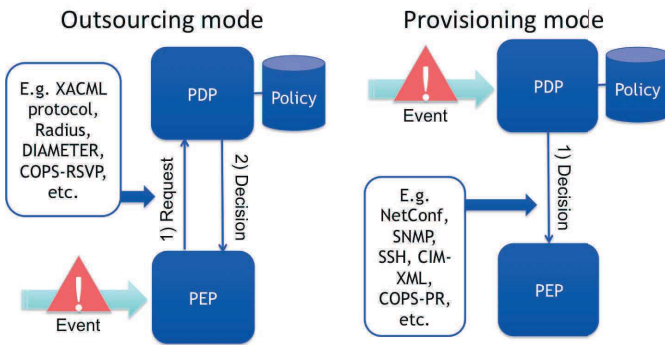 Outsourcing mode
E.g. XACML
protocol,
Radius,
DIAMETER,
COPS-RSVP,
etc.
PDP
Policy
1) Request
2) Decision
!
Event
PEP
Provisioning mode
!
Event
PDP
Policy
1) Decision
E.g.
NetConf,
SNMP,
SSH, CIM-
XML,
COPS-PR,
etc.
PEP